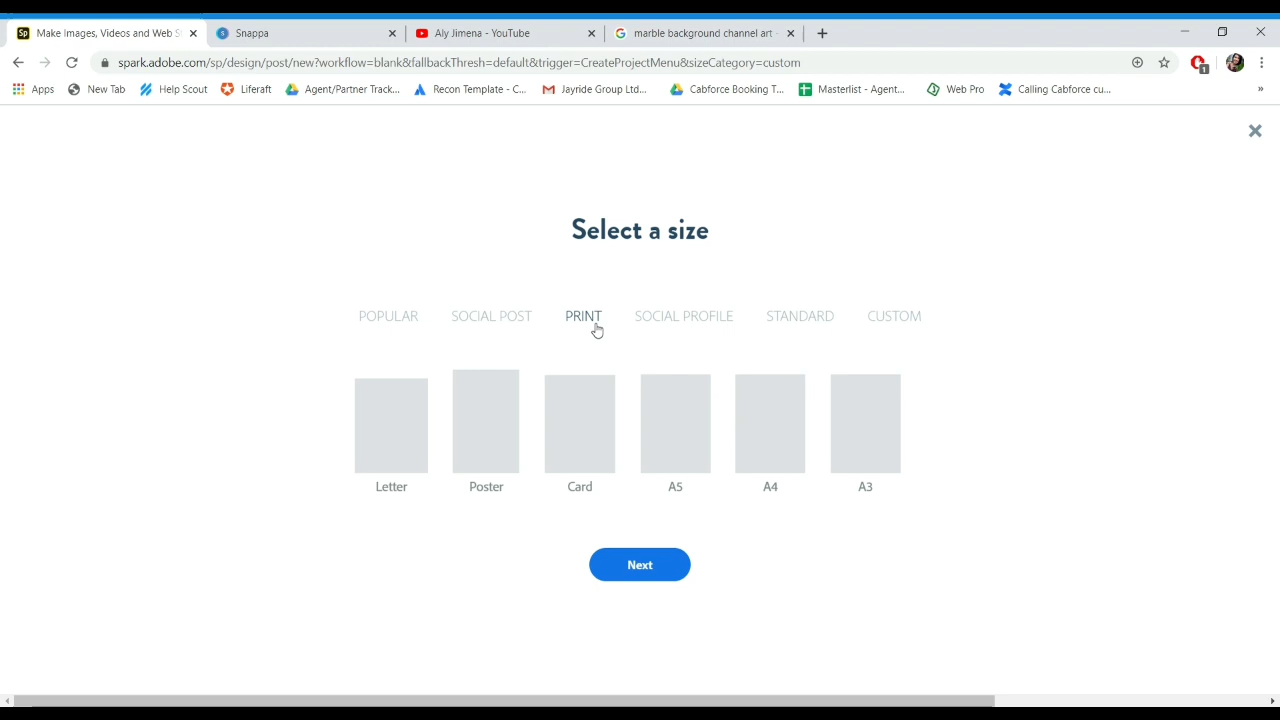 Sp Make Images, Videos and Web S
S Snappa
Aly Jimena - YouTube
marble background channel art -
spark.adobe.com/sp/design/post/new?workflow=blank&fallbackThresh=default&trigger=CreateProjectMenu&sizeCategory=custom
1
Apps
New Tab
Help Scout
Liferaft
Agent/Partner Track...
Recon Template - C...
Jayride Group Ltd...
Cabforce Booking T...
Masterlist - Agent...
Web Pro
Calling Cabforce cu...
Select a size
POPULAR SOCIAL POST PRINT SOCIAL PROFILE STANDARD CUSTOM
Letter Poster Card A5 A4 A3
Next